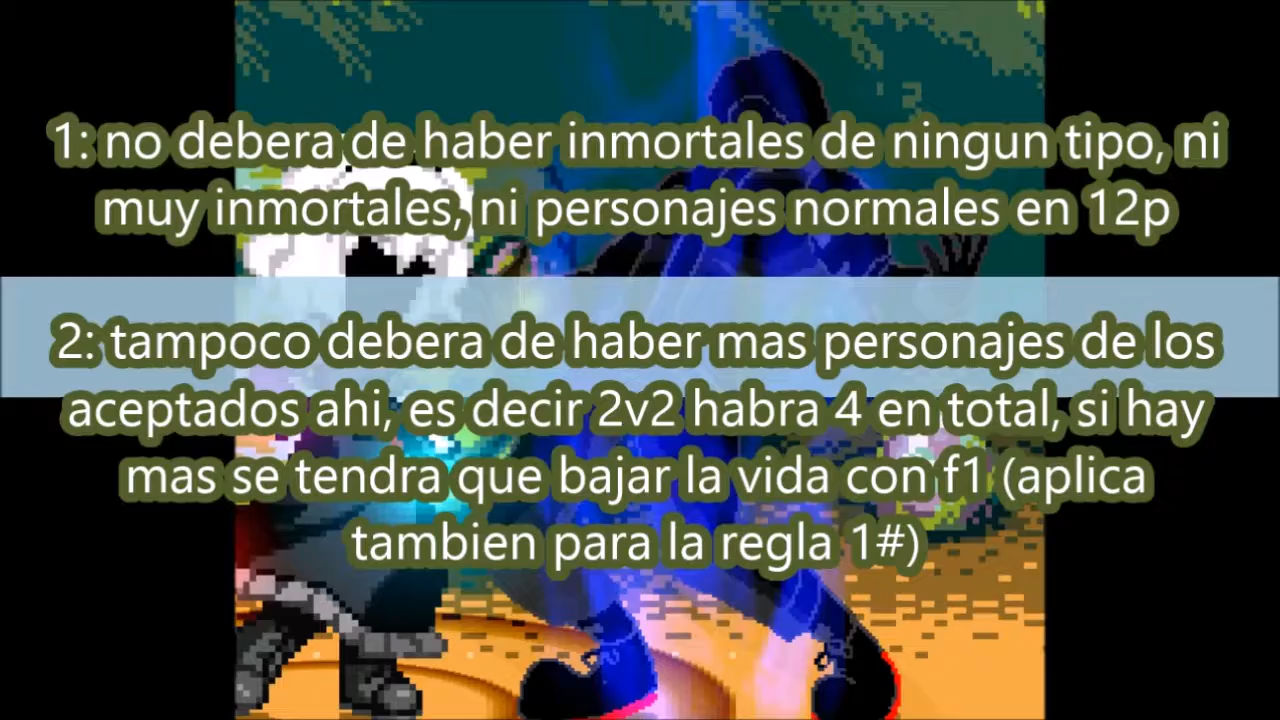 1: no debera de haber inmortales de ningun tipo, ni
muy inmortales, ni personajes normales en 12p
2: tampoco debera de haber mas personajes de los
aceptados ahi, es decir 2v2 habra 4 en total, si hay
mas se tendra que bajar la vida con f1 (aplica
tambien para la regla 1#)